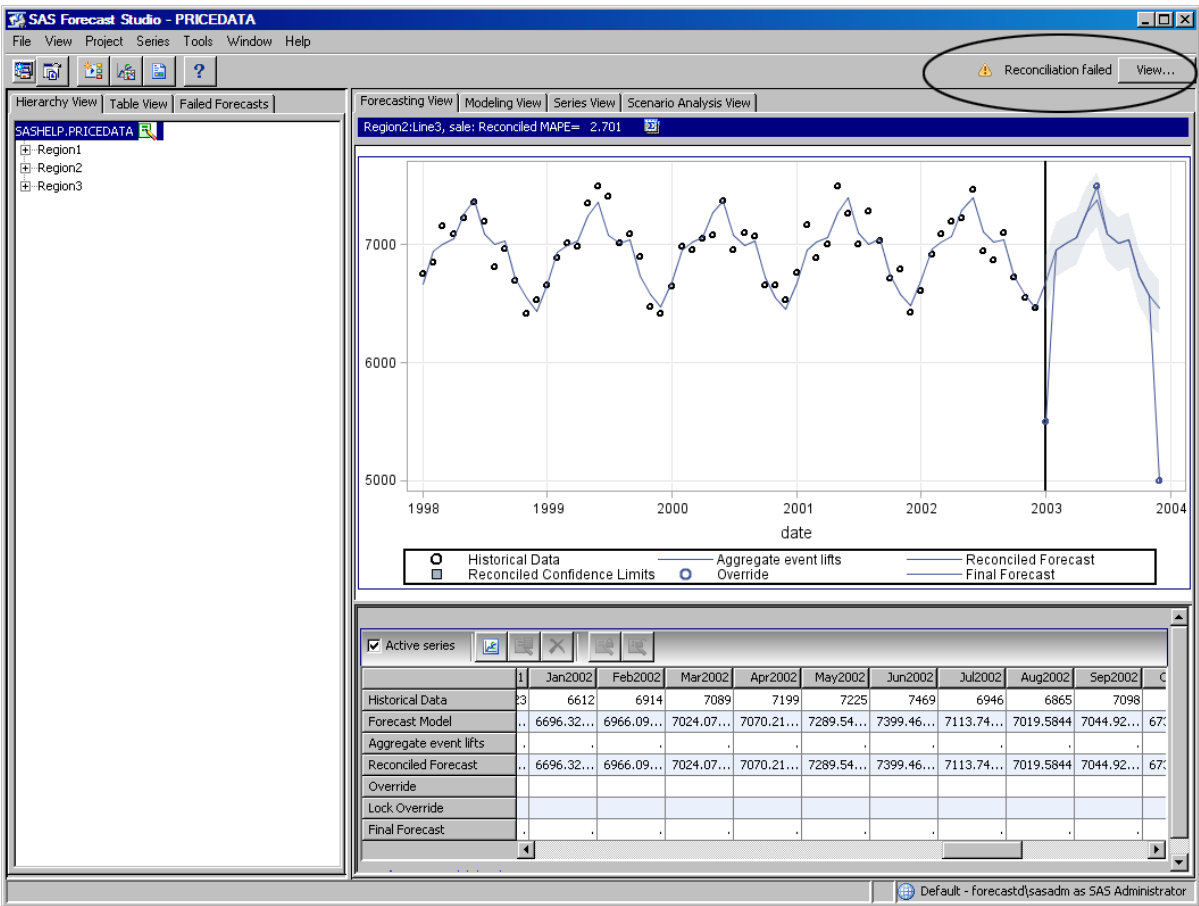 SAS Forecast Studio - PRICEDATA
File View Project Series Tools Window Help
Reconciliation failed View...
Hierarchy View Table View Failed Forecasts
SASHELP.PRICEDATA
Region1
Region2
Region3
Forecasting View Modeling View Series View Scenario Analysis View
Region2:Line3, sale: Reconciled MAPE= 2.701
7000
6000
5000
1998 1999 2000 2001 2002 2003 2004
date
Historical Data Aggregate event lifts Reconciled Forecast
Reconciled Confidence Limits Override Final Forecast
Active series
1 Jan2002 Feb2002 Mar2002 Apr2002 May2002 Jun2002 Jul2002 Aug2002 Sep2002
Historical Data 23 6612 6914 7089 7199 7225 7469 6946 6865 7098
Forecast Model .. 6696.32... 6966.09... 7024.07... 7070.21... 7289.54... 7399.46... 7113.74... 7019.5844 7044.92...
Aggregate event lifts . . . . . . . . . .
Reconciled Forecast .. 6696.32... 6966.09... 7024.07... 7070.21... 7289.54... 7399.46... 7113.74... 7019.5844 7044.92...
Override
Lock Override
Final Forecast . . . . . . . . . .
Default - forecastd\sasadm as SAS Administrator